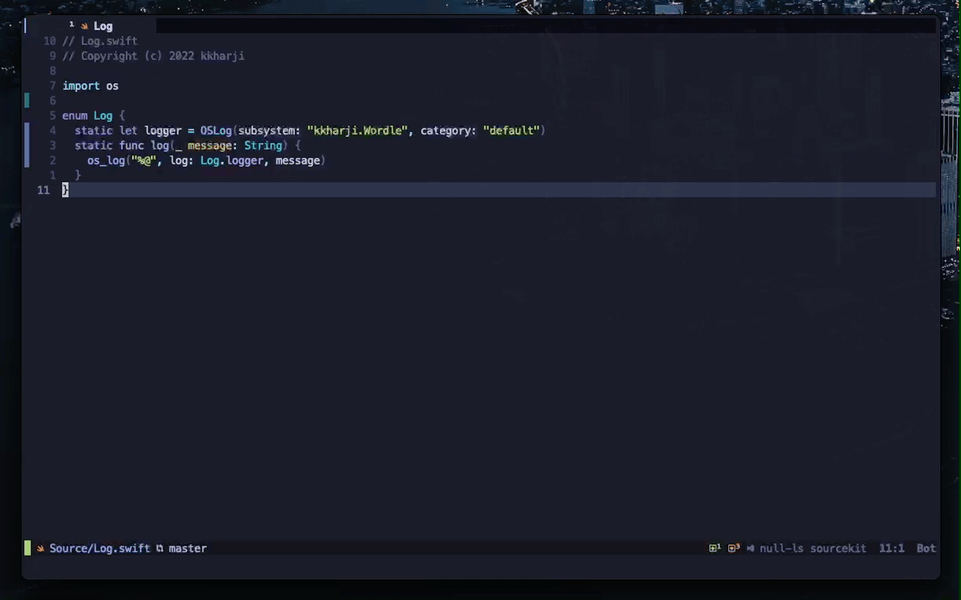 1 Log
10 // Log.swift
9 // Copyright (c) 2022 kkharji
8
7 import os
6
5 enum Log {
4 static let logger = OSLog(subsystem: "kkharji.Wordle", category: "default")
3 static func log(_ message: String) {
2 os_log("%@", log: Log.logger, message)
1 }
11 }
Source/Log.swift master 1 3 null-ls sourcekit 11:1 Bot